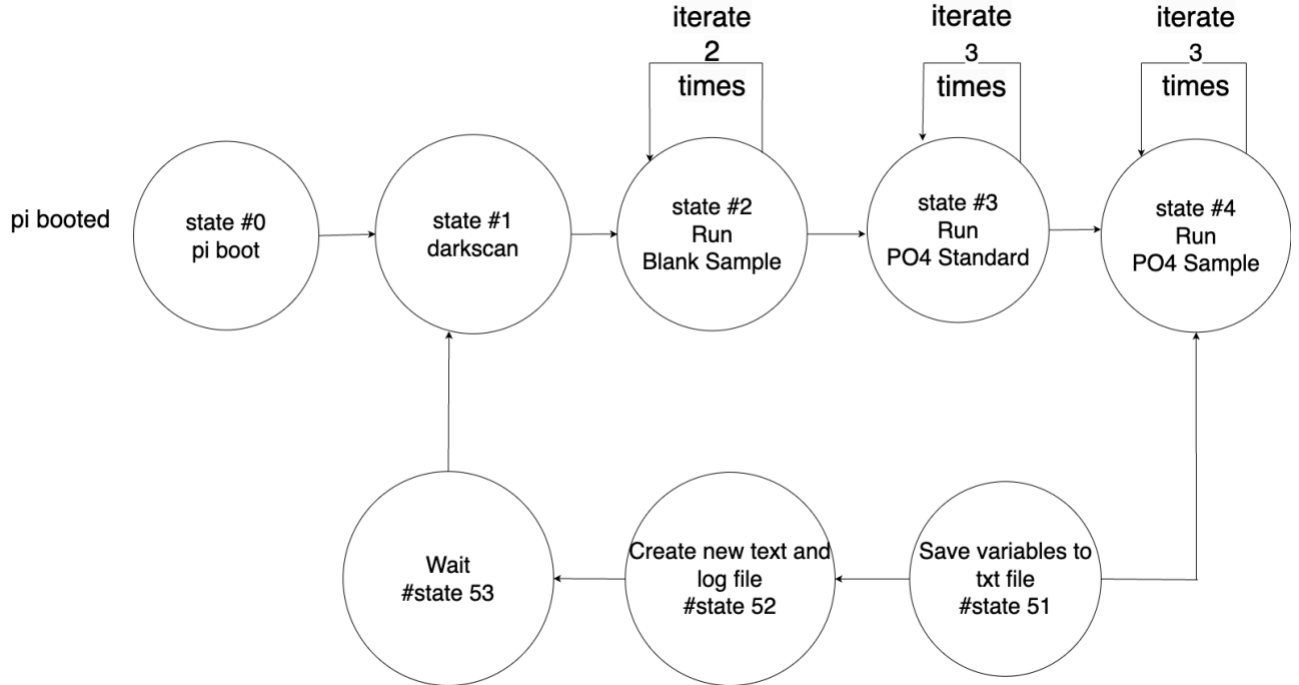 iterate
2
times
iterate
3
times
iterate
3
times
pi booted
state #0
pi boot
state #1
darkscan
state #2
Run
Blank Sample
state #3
Run
PO4 Standard
state #4
Run
PO4 Sample
Wait
#state 53
Create new text and
log file
#state 52
Save variables to
txt file
#state 51